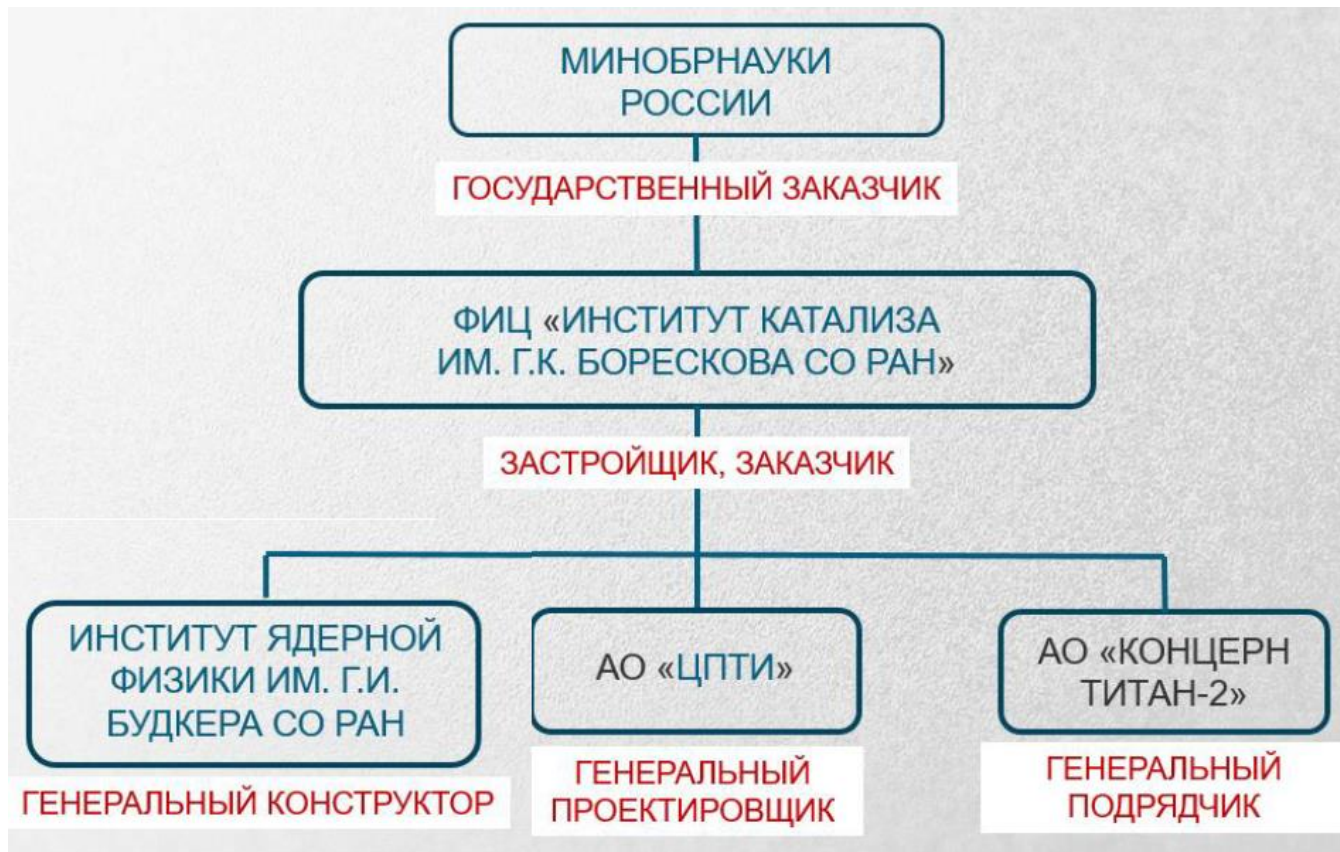 МИНОБРНАУКИ
РОССИИ
ГОСУДАРСТВЕННЫЙ ЗАКАЗЧИК
ФИЦ «ИНСТИТУТ КАТАЛИЗА
ИМ. Г.К. БОРЕСКОВА СО РАН»
ЗАСТРОЙЩИК, ЗАКАЗЧИК
ИНСТИТУТ ЯДЕРНОЙ
ФИЗИКИ ИМ. Г.И.
БУДКЕРА СО РАН
ГЕНЕРАЛЬНЫЙ КОНСТРУКТОР
АО «ЦПТИ»
ГЕНЕРАЛЬНЫЙ
ПРОЕКТИРОВЩИК
АО «КОНЦЕРН
ТИТАН-2»
ГЕНЕРАЛЬНЫЙ
ПОДРЯДЧИК